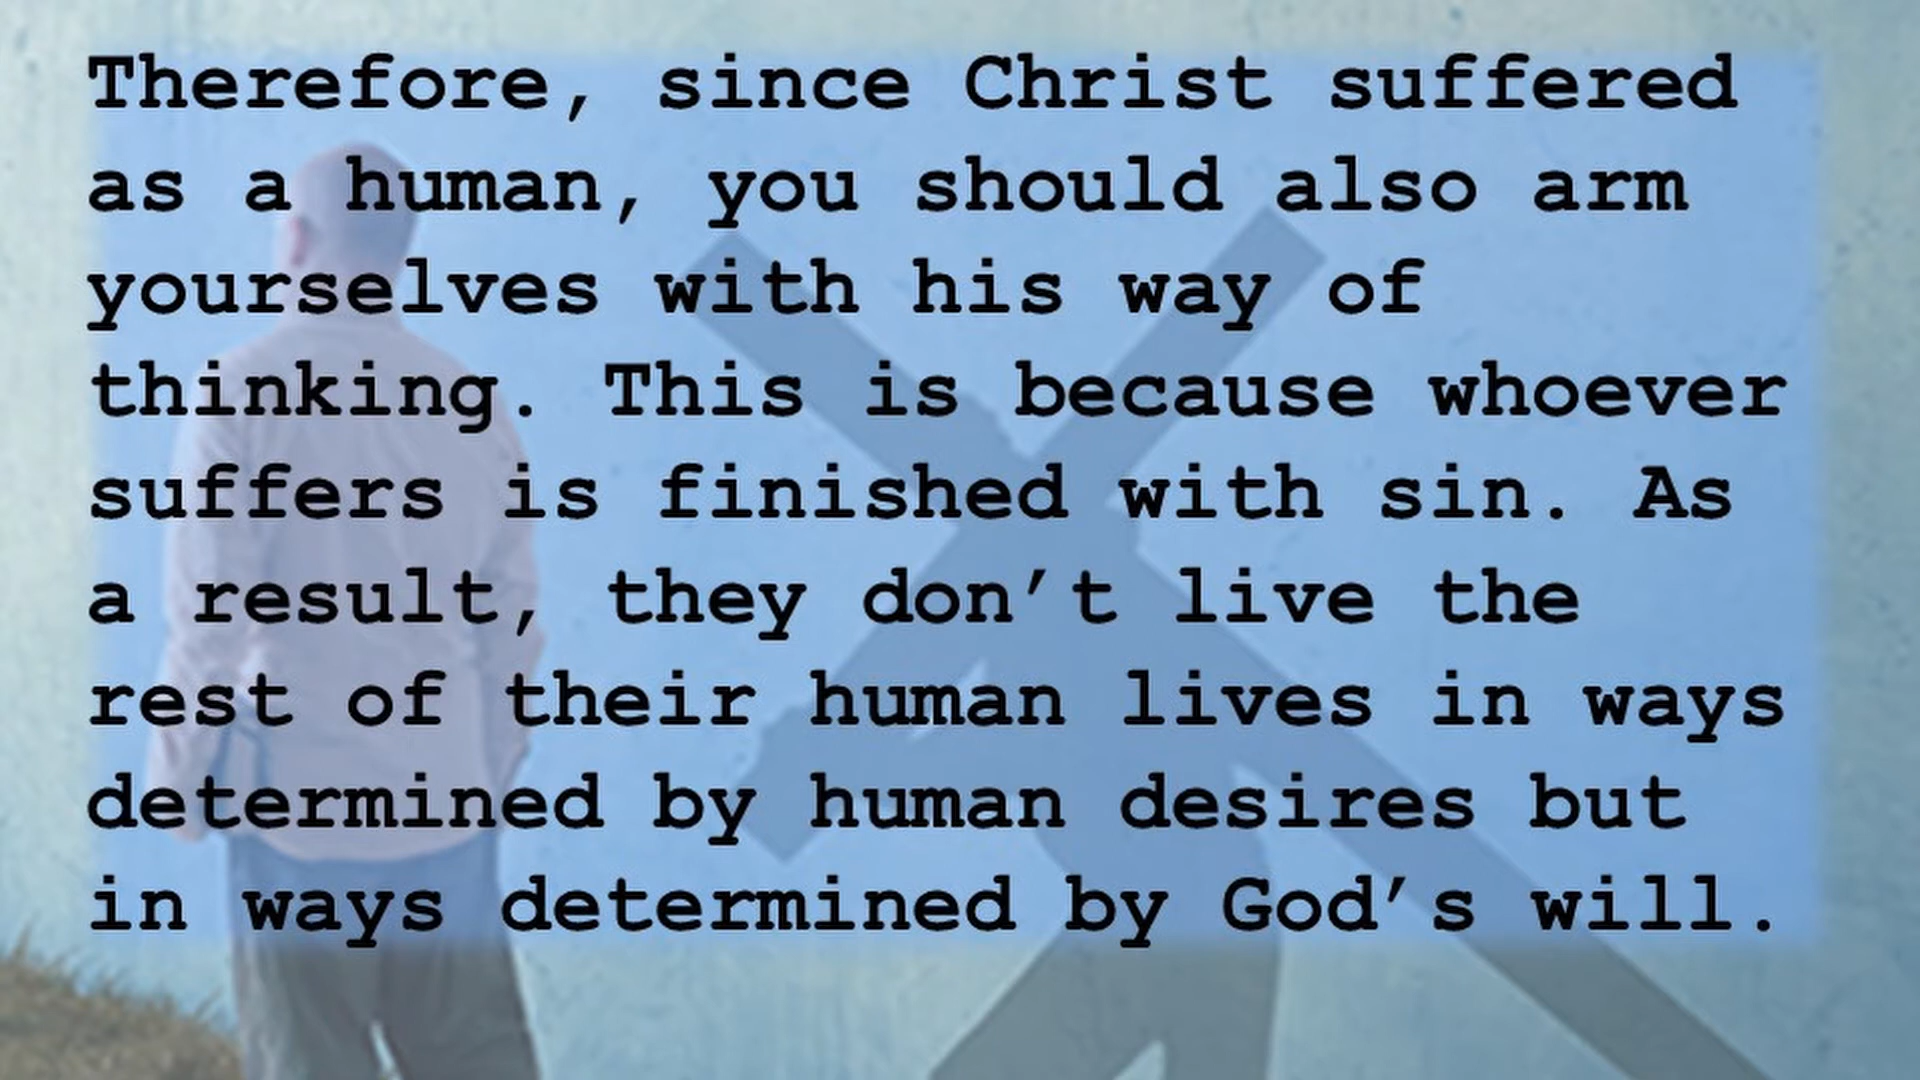 Therefore, since Christ suffered
as a human, you should also arm
yourselves with his way of
thinking. This is because whoever
suffers is finished with sin. As
a result, they don’t live the
rest of their human lives in ways
determined by human desires but
in ways determined by God’s will.